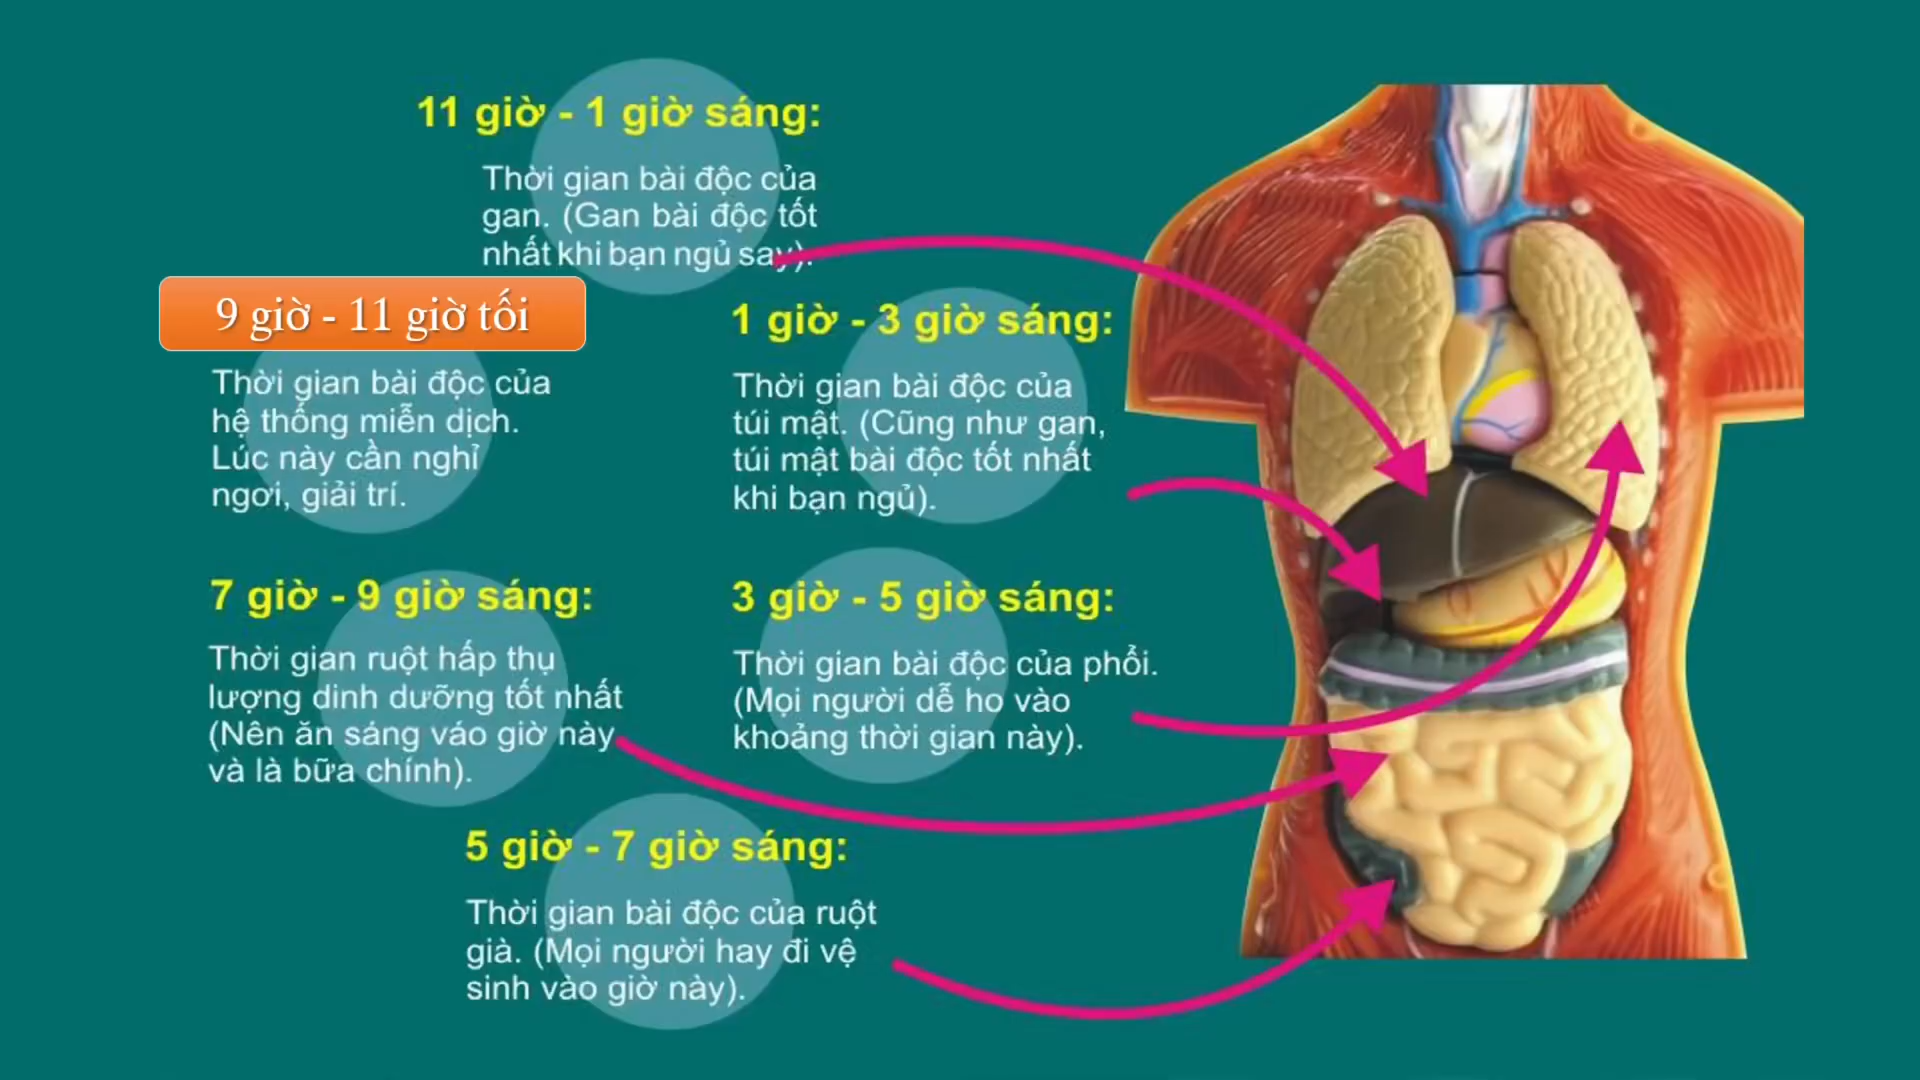 11 giờ - 1 giờ sáng:
Thời gian bài độc của
gan. (Gan bài độc tốt
nhất khi bạn ngủ say).
9 giờ - 11 giờ tối
Thời gian bài độc của
hệ thống miễn dịch.
Lúc này cần nghỉ
ngơi, giải trí.
1 giờ - 3 giờ sáng:
Thời gian bài độc của
túi mật. (Cũng như gan,
túi mật bài độc tốt nhất
khi bạn ngủ).
7 giờ - 9 giờ sáng:
Thời gian ruột hấp thụ
lượng dinh dưỡng tốt nhất
(Nên ăn sáng váo giờ này
và là bữa chính).
3 giờ - 5 giờ sáng:
Thời gian bài độc của phổi.
(Mọi người dễ ho vào
khoảng thời gian này).
5 giờ - 7 giờ sáng:
Thời gian bài độc của ruột
già. (Mọi người hay đi vệ
sinh vào giờ này).